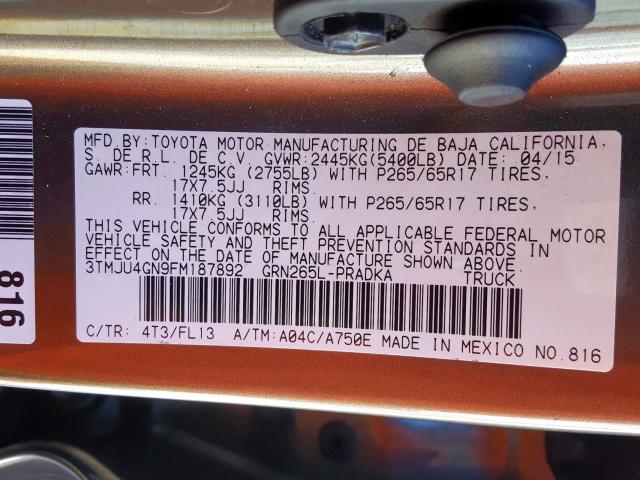 MFD. BY: TOYOTA MOTOR MANUFACTURING DE BAJA CALIFORNIA,
S. DE R. L. DE C. V. GVWR: 2445KG(5400LB) DATE: 04/15
GAWR: FRT. 1245KG (2755LB) WITH P265/65R17 TIRES,
17X7.5JJ RIMS.
RR. 1410KG (3110LB) WITH P265/65R17 TIRES,
17X7.5JJ RIMS.
THIS VEHICLE CONFORMS TO ALL APPLICABLE FEDERAL MOTOR
VEHICLE SAFETY AND THEFT PREVENTION STANDARDS IN
EFFECT ON THE DATE OF MANUFACTURE SHOWN ABOVE.
3TMJU4GN9FM187892 GRN265L-PRADKA TRUCK
C/TR: 4T3/FL13 A/TM: A04C/A750E MADE IN MEXICO NO. 816
816